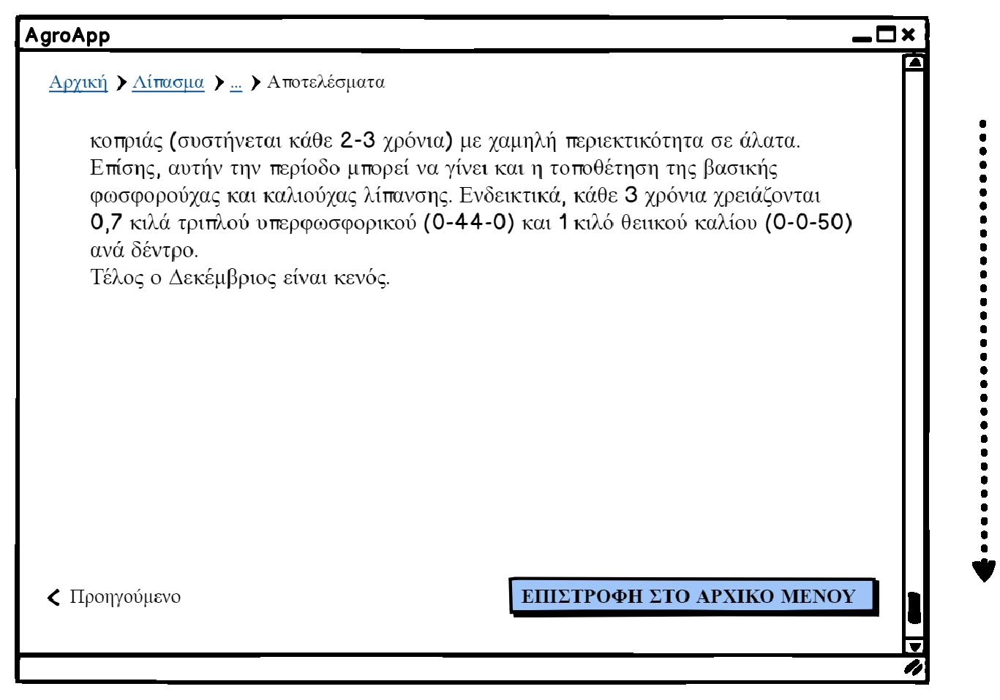 AgroApp
Αρχική > Λίπασμα > ... > Αποτελέσματα
κοπριάς (συστήνεται κάθε 2-3 χρόνια) με χαμηλή περιεκτικότητα σε άλατα.
Επίσης, αυτήν την περίοδο μπορεί να γίνει και η τοποθέτηση της βασικής
φωσφορούχας και καλιούχας λίπανσης. Ενδεικτικά, κάθε 3 χρόνια χρειάζονται
0,7 κιλά τριπλού υπερφωσφορικού (0-44-0) και 1 κιλό θειικού καλίου (0-0-50)
ανά δέντρο.
Τέλος ο Δεκέμβριος είναι κενός.
< Προηγούμενο
ΕΠΙΣΤΡΟΦΗ ΣΤΟ ΑΡΧΙΚΟ ΜΕΝΟΥ